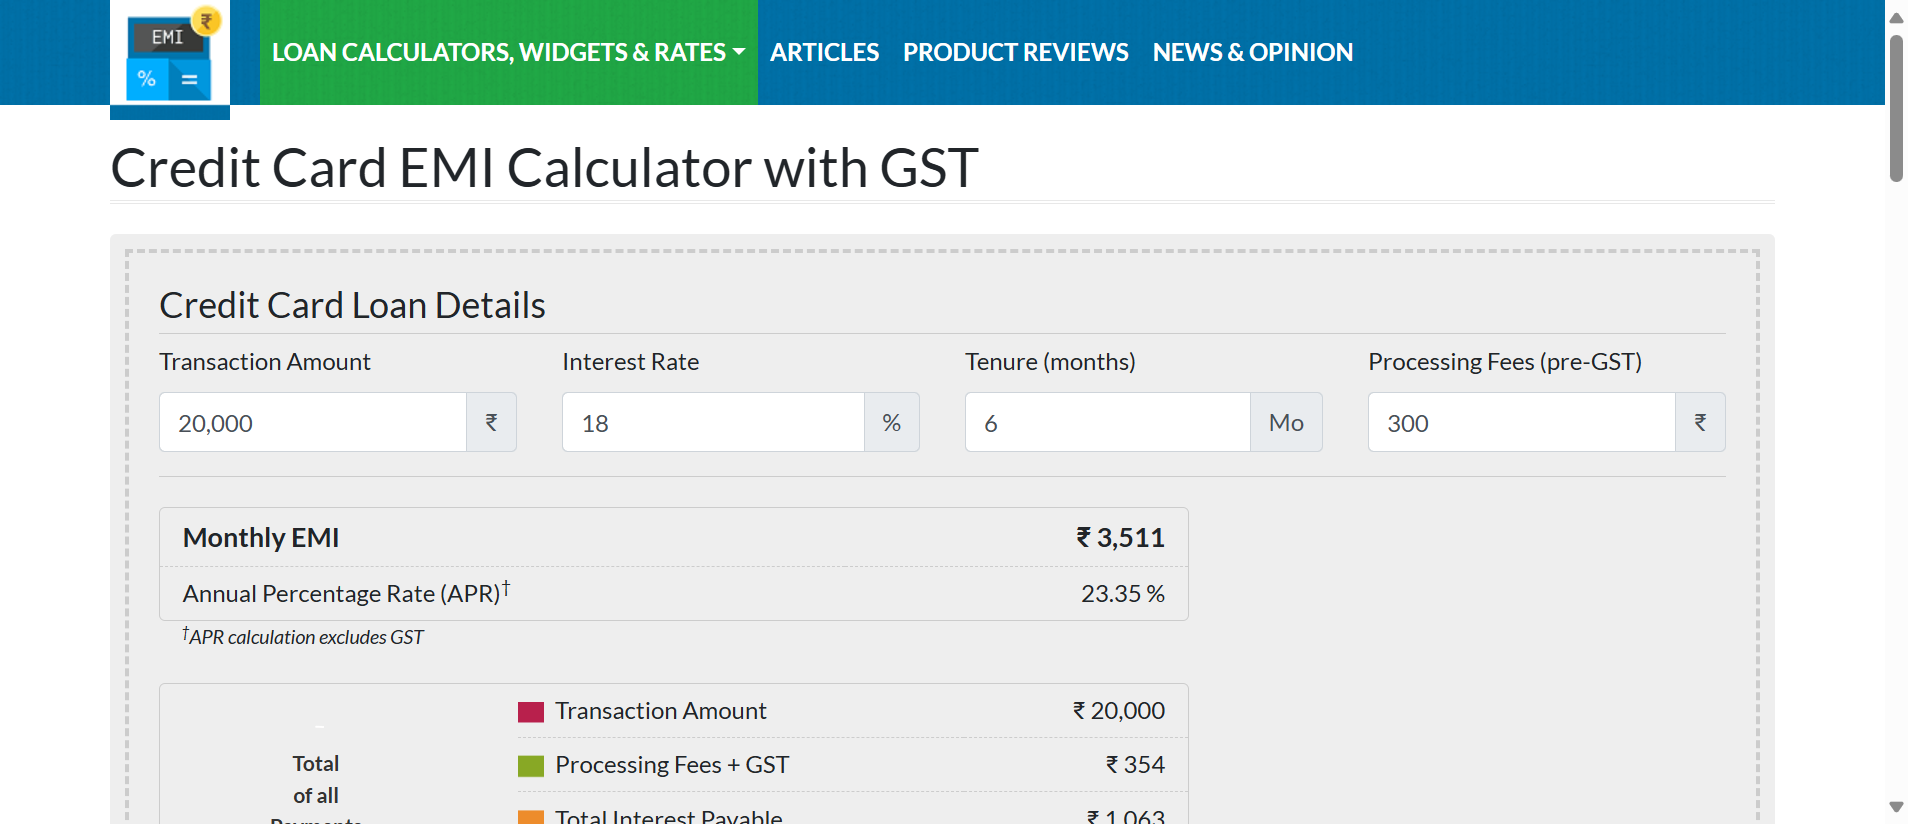 EMI
₹
%
=
LOAN CALCULATORS, WIDGETS & RATES
ARTICLES
PRODUCT REVIEWS
NEWS & OPINION
Credit Card EMI Calculator with GST
Credit Card Loan Details
Transaction Amount
Interest Rate
Tenure (months)
Processing Fees (pre-GST)
20,000 ₹
18 %
6 Mo
300 ₹
Monthly EMI ₹ 3,511
Annual Percentage Rate (APR)† 23.35 %
†APR calculation excludes GST
Transaction Amount ₹ 20,000
Processing Fees + GST ₹ 354
Total Interest Payable ₹ 1,063
Total
of all
Payments